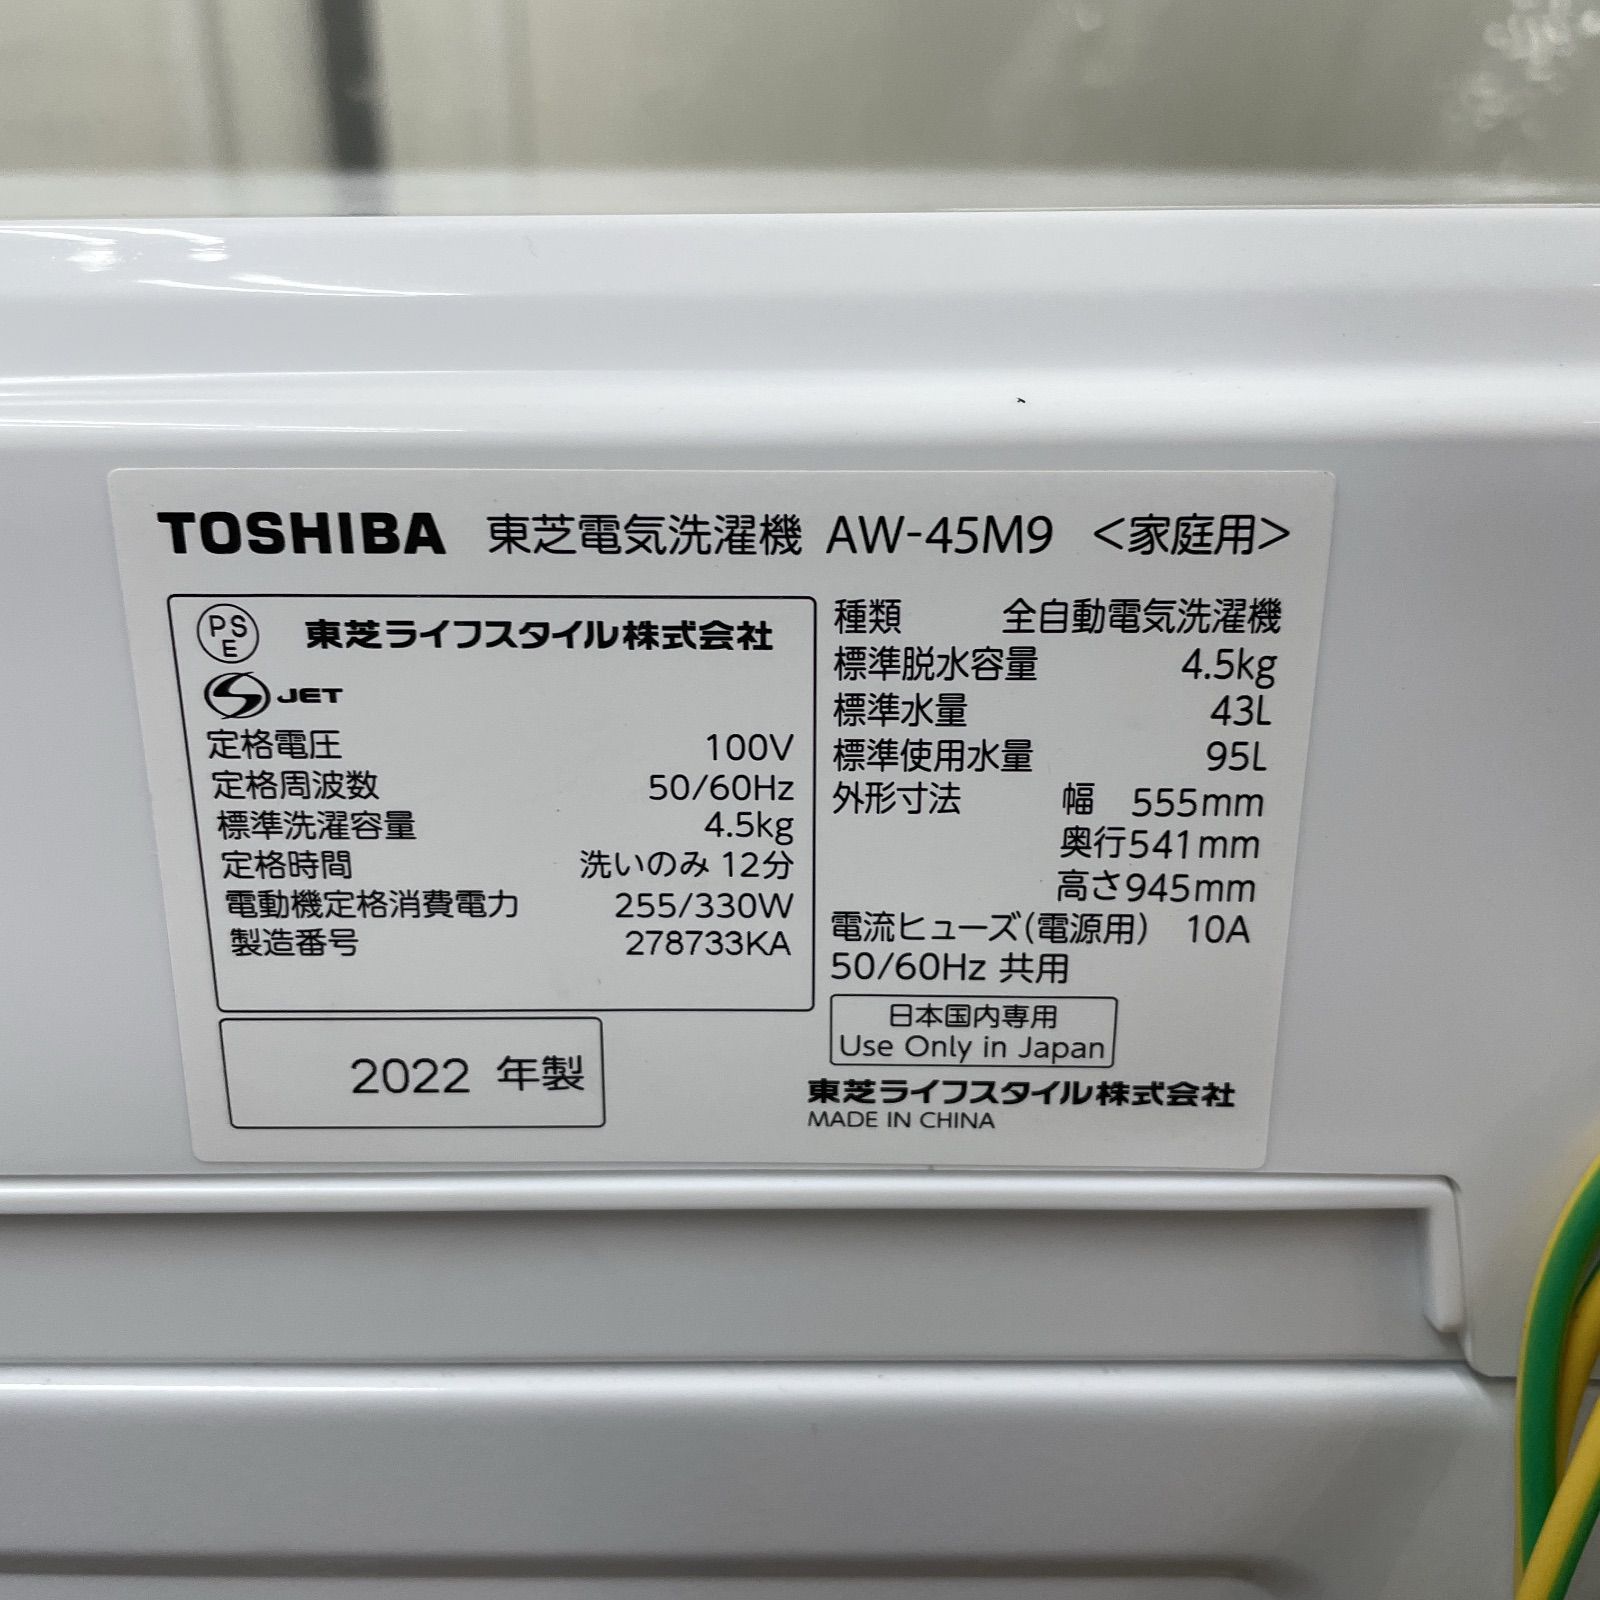 TOSHIBA 東芝電気洗濯機 AW-45M9 <家庭用>
PSE 東芝ライフスタイル株式会社
S JET
定格電圧 100V
定格周波数 50/60Hz
標準洗濯容量 4.5kg
定格時間 洗いのみ 12分
電動機定格消費電力 255/330W
製造番号 278733KA
2022 年製
種類 全自動電気洗濯機
標準脱水容量 4.5kg
標準水量 43L
標準使用水量 95L
外形寸法 幅 555mm
奥行541mm
高さ945mm
電流ヒューズ(電源用) 10A
50/60Hz 共用
日本国内専用
Use Only in Japan
東芝ライフスタイル株式会社
MADE IN CHINA